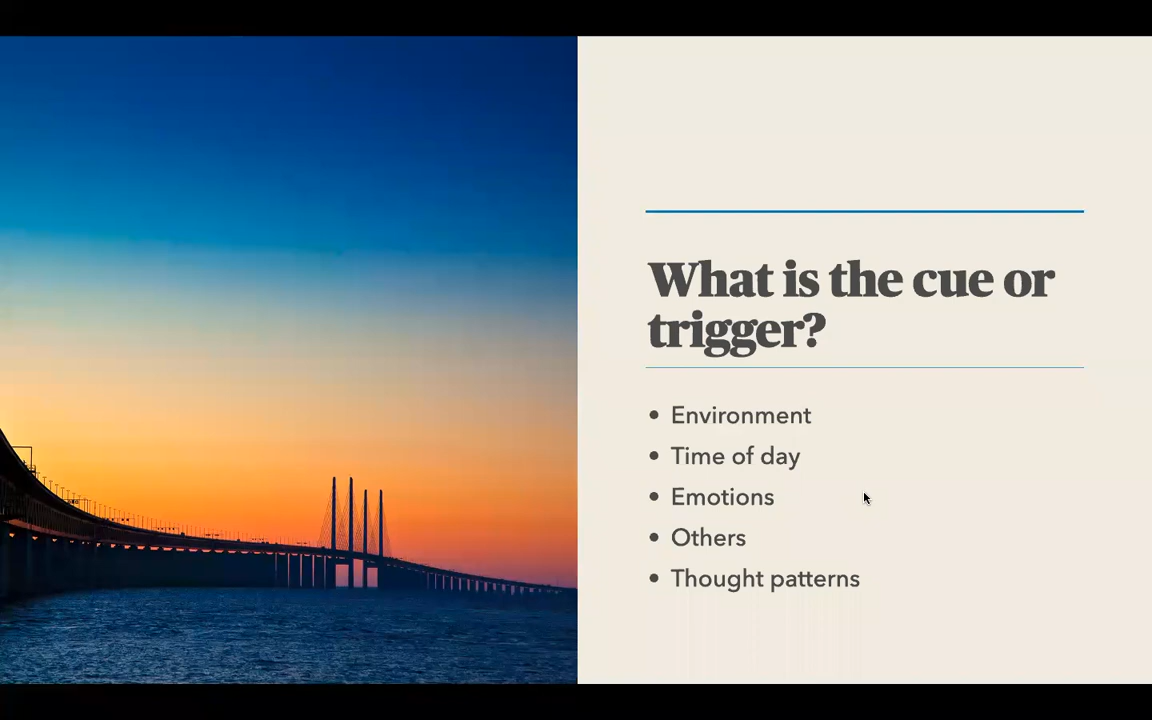 What is the cue or
trigger?
• Environment
• Time of day
• Emotions
• Others
• Thought patterns